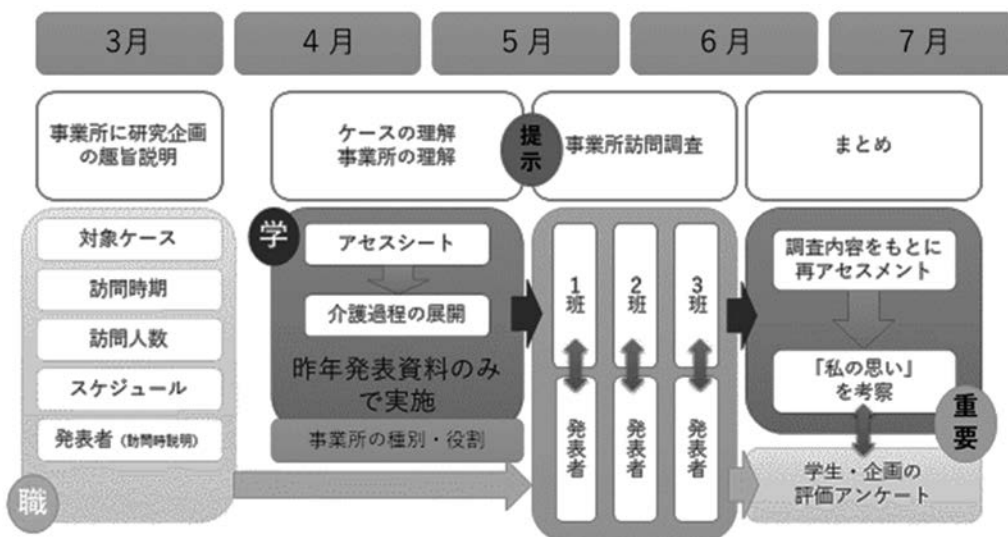 3月
4月
5月
6月
7月
事業所に研究企画
の趣旨説明
ケースの理解
事業所の理解
提
示
事業所訪問調査
まとめ
対象ケース
訪問時期
訪問人数
スケジュール
発表者（訪問時説明）
職
学
アセスシート
介護過程の展開
昨年発表資料のみ
で実施
事業所の種別・役割
1班
2班
3班
発表者
発表者
発表者
調査内容をもとに
再アセスメント
「私の思い」
を考察
重
要
学生・企画の
評価アンケート